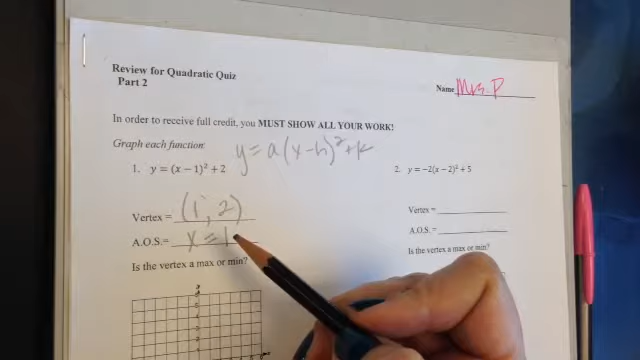 Review for Quadratic Quiz
Part 2
Name Mrs. P
In order to receive full credit, you MUST SHOW ALL YOUR WORK!
Graph each function:
y = a(x-h)² + k
1. y = (x − 1)² + 2
2. y = −2(x − 2)² + 5
Vertex = (1, 2)
A.O.S.= x = 1
Is the vertex a max or min?
Vertex =
A.O.S. =
Is the vertex a max or min?